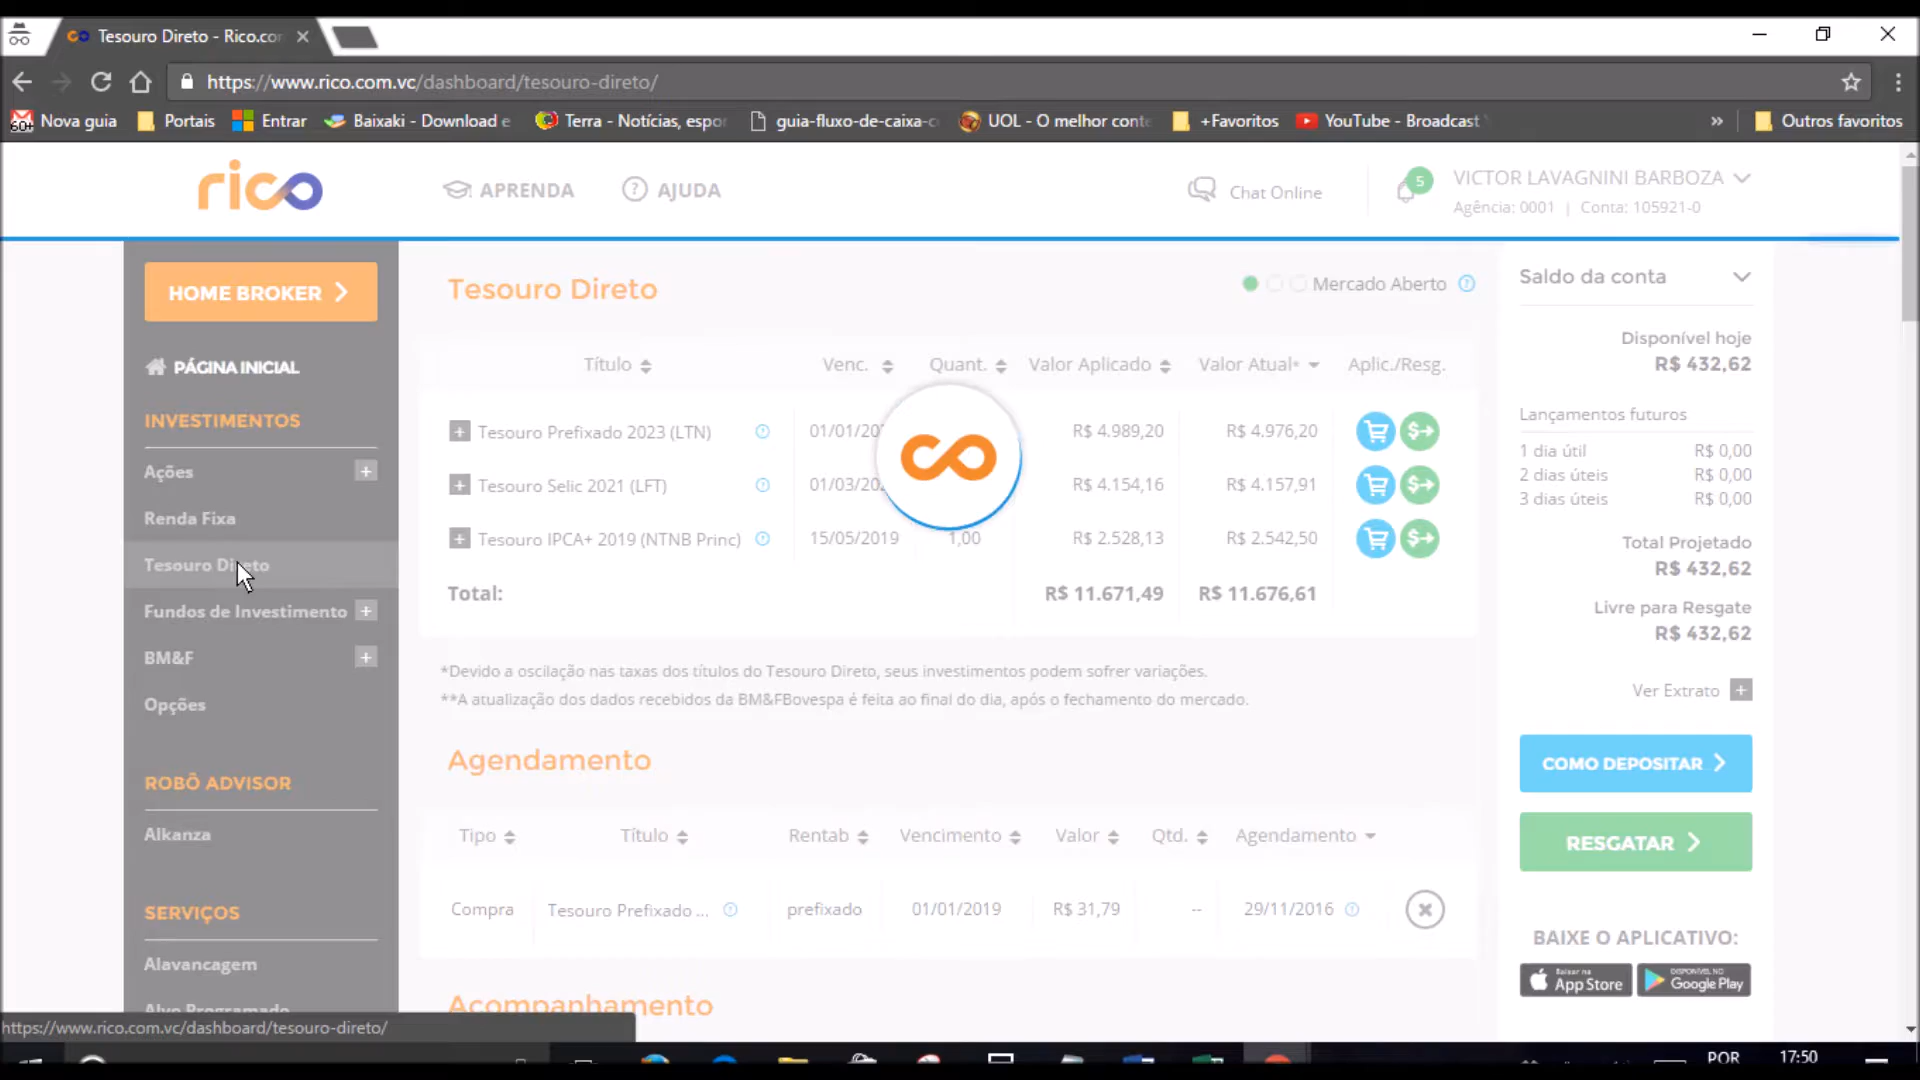 Tesouro Direto - Rico.cor
https://www.rico.com.vc/dashboard/tesouro-direto/
Nova guia Portais Entrar Baixaki - Download e Terra - Notícias, espor guia-fluxo-de-caixa-c UOL - O melhor conte +Favoritos YouTube - Broadcast » Outros favoritos
rico APRENDA AJUDA Chat Online 5 VICTOR LAVAGNINI BARBOZA
Agência: 0001 | Conta: 105921-0
HOME BROKER
PÁGINA INICIAL
INVESTIMENTOS
Ações
Renda Fixa
Tesouro Direto
Fundos de Investimento
BM&F
Opções
ROBÔ ADVISOR
Alkanza
SERVIÇOS
Alavancagem
Alvo Programado
Tesouro Direto Mercado Aberto
Título Venc. Quant. Valor Aplicado Valor Atual* Aplic./Resg.
Tesouro Prefixado 2023 (LTN) 01/01/202 R$ 4.989,20 R$ 4.976,20
Tesouro Selic 2021 (LFT) 01/03/202 R$ 4.154,16 R$ 4.157,91
Tesouro IPCA+ 2019 (NTNB Princ) 15/05/2019 1,00 R$ 2.528,13 R$ 2.542,50
Total: R$ 11.671,49 R$ 11.676,61
*Devido a oscilação nas taxas dos títulos do Tesouro Direto, seus investimentos podem sofrer variações.
**A atualização dos dados recebidos da BM&FBovespa é feita ao final do dia, após o fechamento do mercado.
Agendamento
Tipo Título Rentab Vencimento Valor Qtd. Agendamento
Compra Tesouro Prefixado ... prefixado 01/01/2019 R$ 31,79 -- 29/11/2016
Acompanhamento
Saldo da conta
Disponível hoje
R$ 432,62
Lançamentos futuros
1 dia útil R$ 0,00
2 dias úteis R$ 0,00
3 dias úteis R$ 0,00
Total Projetado
R$ 432,62
Livre para Resgate
R$ 432,62
Ver Extrato
COMO DEPOSITAR
RESGATAR
BAIXE O APLICATIVO:
Baixar na App Store
DISPONÍVEL NO Google Play
https://www.rico.com.vc/dashboard/tesouro-direto/
POR 17:50